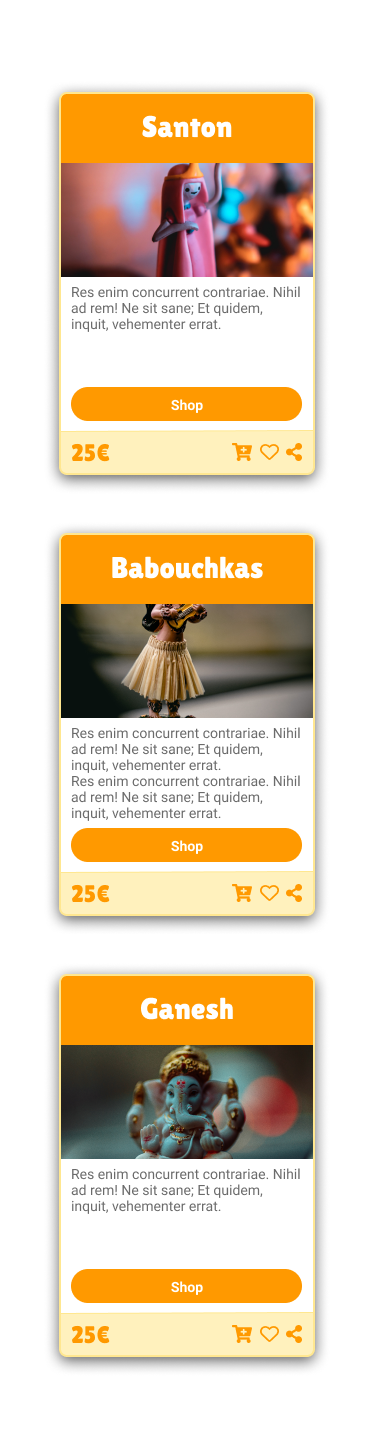 Santon
Res enim concurrent contrariae. Nihil
ad rem! Ne sit sane; Et quidem,
inquit, vehementer errat.
Shop
25€
Babouchkas
Res enim concurrent contrariae. Nihil
ad rem! Ne sit sane; Et quidem,
inquit, vehementer errat.
Res enim concurrent contrariae. Nihil
ad rem! Ne sit sane; Et quidem,
inquit, vehementer errat.
Shop
25€
Ganesh
Res enim concurrent contrariae. Nihil
ad rem! Ne sit sane; Et quidem,
inquit, vehementer errat.
Shop
25€